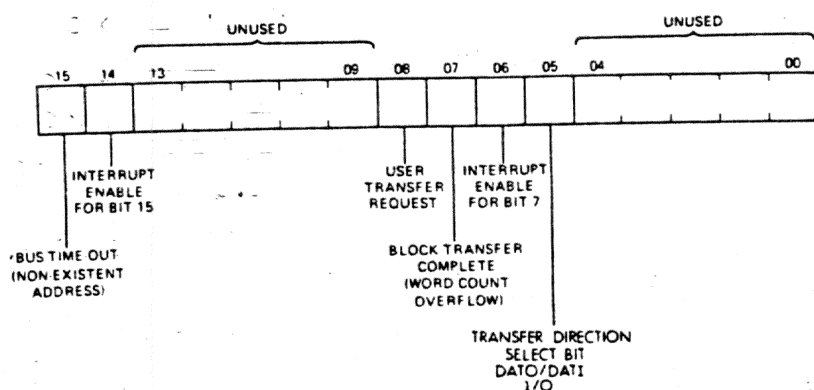 UNUSED
UNUSED
15 14 13 09 08 07 06 05 04 00
INTERRUPT
ENABLE
FOR BIT 15
USER
TRANSFER
REQUEST
INTERRUPT
ENABLE
FOR BIT 7
BUS TIME OUT
(NON-EXISTENT
ADDRESS)
BLOCK TRANSFER
COMPLETE
(WORD COUNT
OVERFLOW)
TRANSFER DIRECTION
SELECT BIT
DATO/DATI
1/0